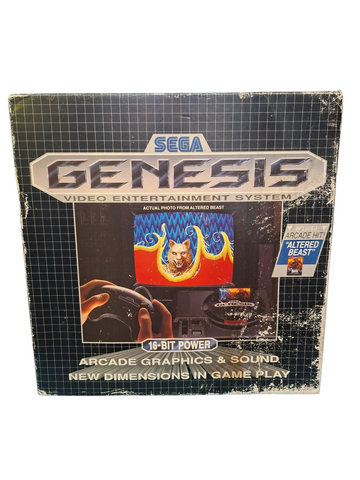 SEGA
GENESIS
VIDEO ENTERTAINMENT SYSTEM
ACTUAL PHOTO FROM ALTERED BEAST
ARCADE HIT!
"ALTERED
BEAST"
GENESIS
16-BIT POWER
ARCADE GRAPHICS & SOUND
NEW DIMENSIONS IN GAME PLAY